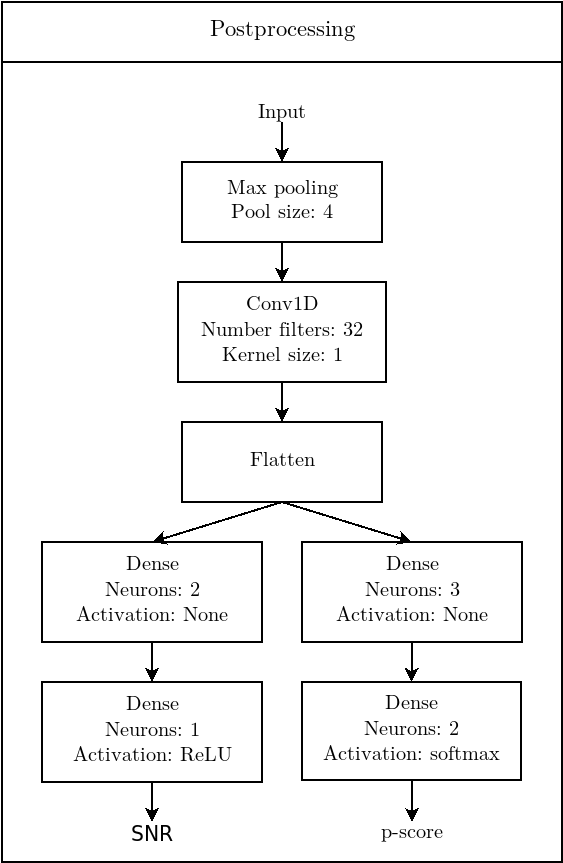 Postprocessing
Input
Max pooling
Pool size: 4
Conv1D
Number filters: 32
Kernel size: 1
Flatten
Dense
Neurons: 2
Activation: None
Dense
Neurons: 3
Activation: None
Dense
Neurons: 1
Activation: ReLU
Dense
Neurons: 2
Activation: softmax
SNR
p-score